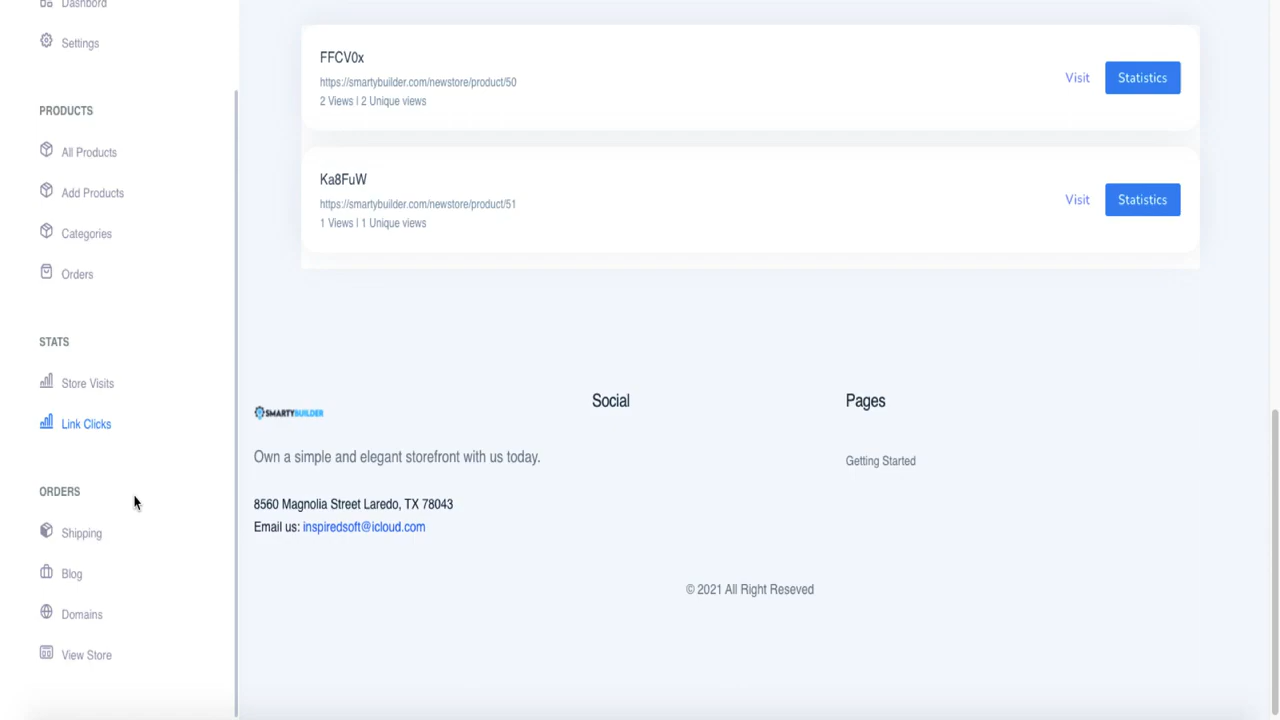 Dashbord
Settings
PRODUCTS
All Products
Add Products
Categories
Orders
STATS
Store Visits
Link Clicks
ORDERS
Shipping
Blog
Domains
View Store
FFCV0x
https://smartybuilder.com/newstore/product/50
2 Views | 2 Unique views
Visit
Statistics
Ka8FuW
https://smartybuilder.com/newstore/product/51
1 Views | 1 Unique views
Visit
Statistics
SMARTYBUILDER
Own a simple and elegant storefront with us today.
8560 Magnolia Street Laredo, TX 78043
Email us: inspiredsoft@icloud.com
Social
Pages
Getting Started
© 2021 All Right Reseved